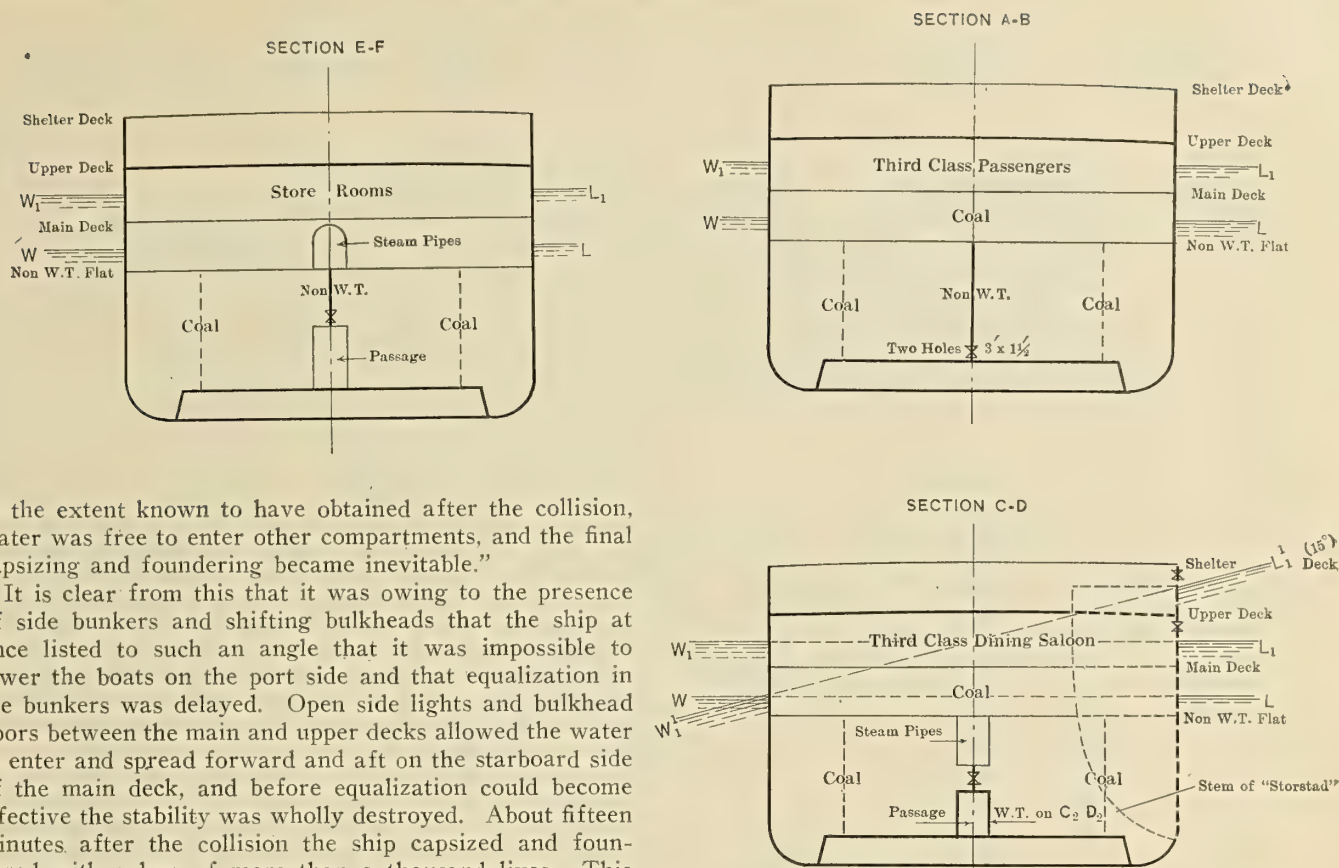 SECTION E-F
Shelter Deck
Upper Deck
Store Rooms
W1
L1
Main Deck
Steam Pipes
W
L
Non W.T. Flat
Non W.T.
Coal
Coal
Passage
SECTION A-B
Shelter Deck
Upper Deck
W1
Third Class Passengers
L1
Main Deck
W
Coal
L
Non W.T. Flat
Coal
Non W.T.
Coal
Two Holes 3' x 1½'
the extent known to have obtained after the collision,
ater was free to enter other compartments, and the final
psizing and foundering became inevitable.”
It is clear from this that it was owing to the presence
f side bunkers and shifting bulkheads that the ship at
nce listed to such an angle that it was impossible to
wer the boats on the port side and that equalization in
e bunkers was delayed. Open side lights and bulkhead
oors between the main and upper decks allowed the water
enter and spread forward and aft on the starboard side
f the main deck, and before equalization could become
fective the stability was wholly destroyed. About fifteen
inutes after the collision the ship capsized and foun-
SECTION C-D
Shelter Deck
L1 1 (15°)
Upper Deck
W1
Third Class Dining Saloon
L1
Main Deck
W
Coal
L
W1 1
Non W.T. Flat
Steam Pipes
Coal
Coal
Stem of “Storstad”
Passage
W.T. on C2 D2